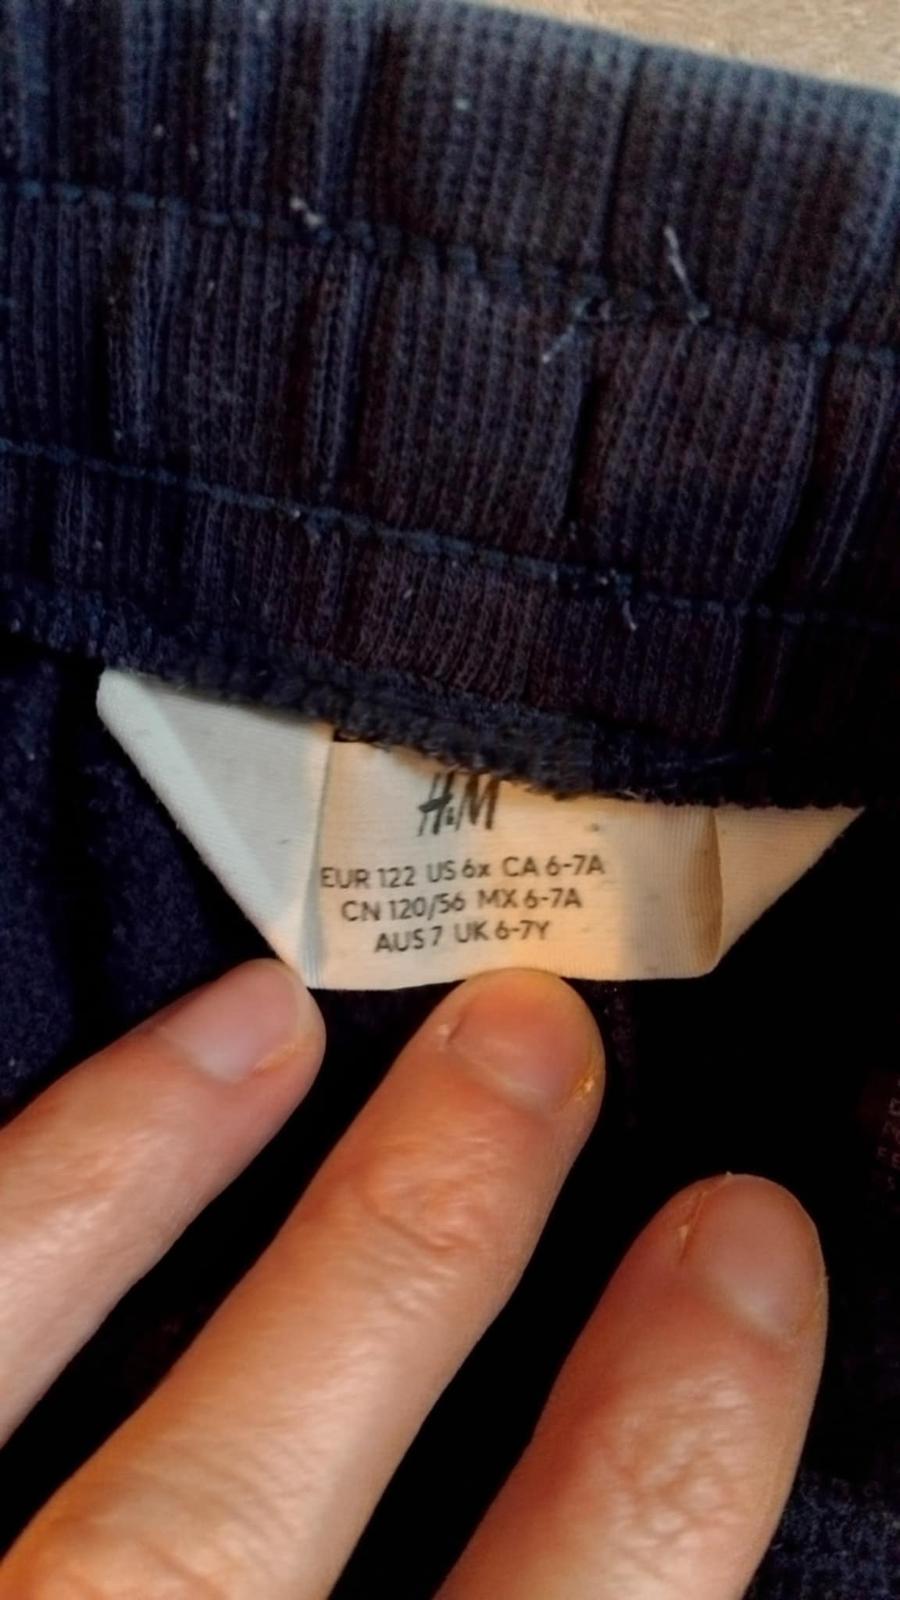 H&M
EUR 122 US 6x CA 6-7A
CN 120/56 MX 6-7A
AUS 7 UK 6-7Y